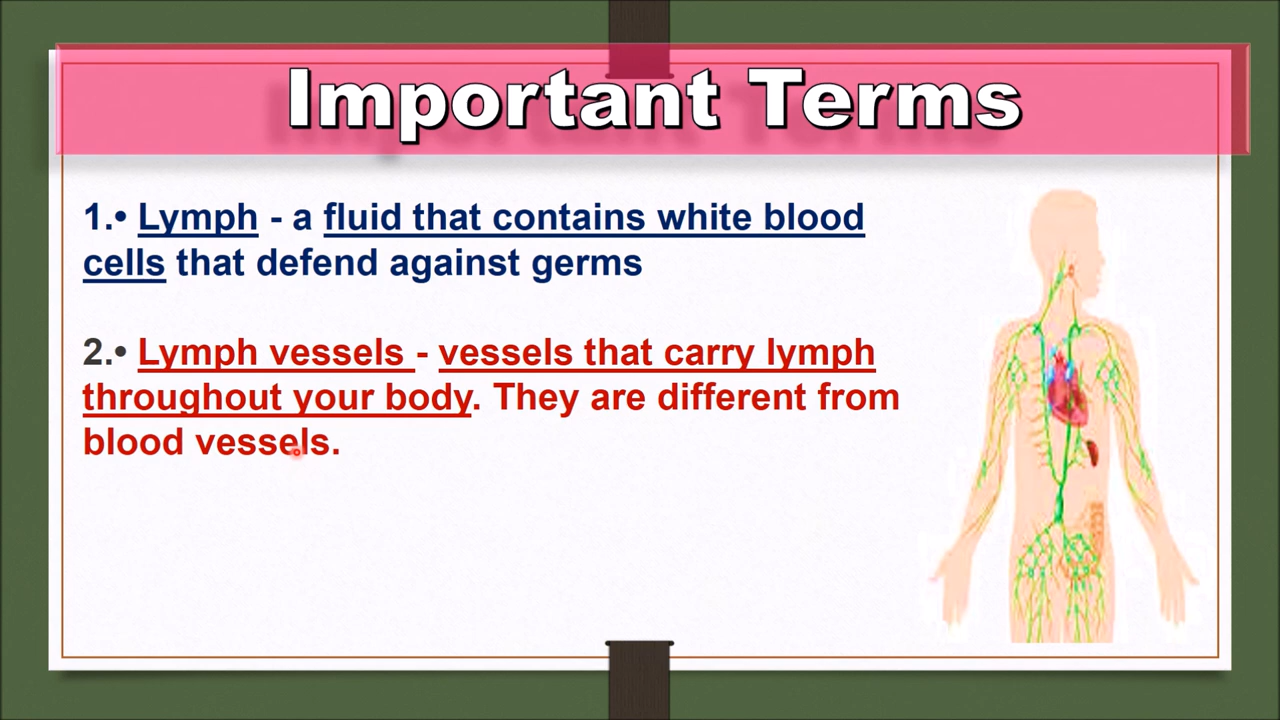 Important Terms
1.• Lymph - a fluid that contains white blood
cells that defend against germs
2.• Lymph vessels - vessels that carry lymph
throughout your body. They are different from
blood vessels.